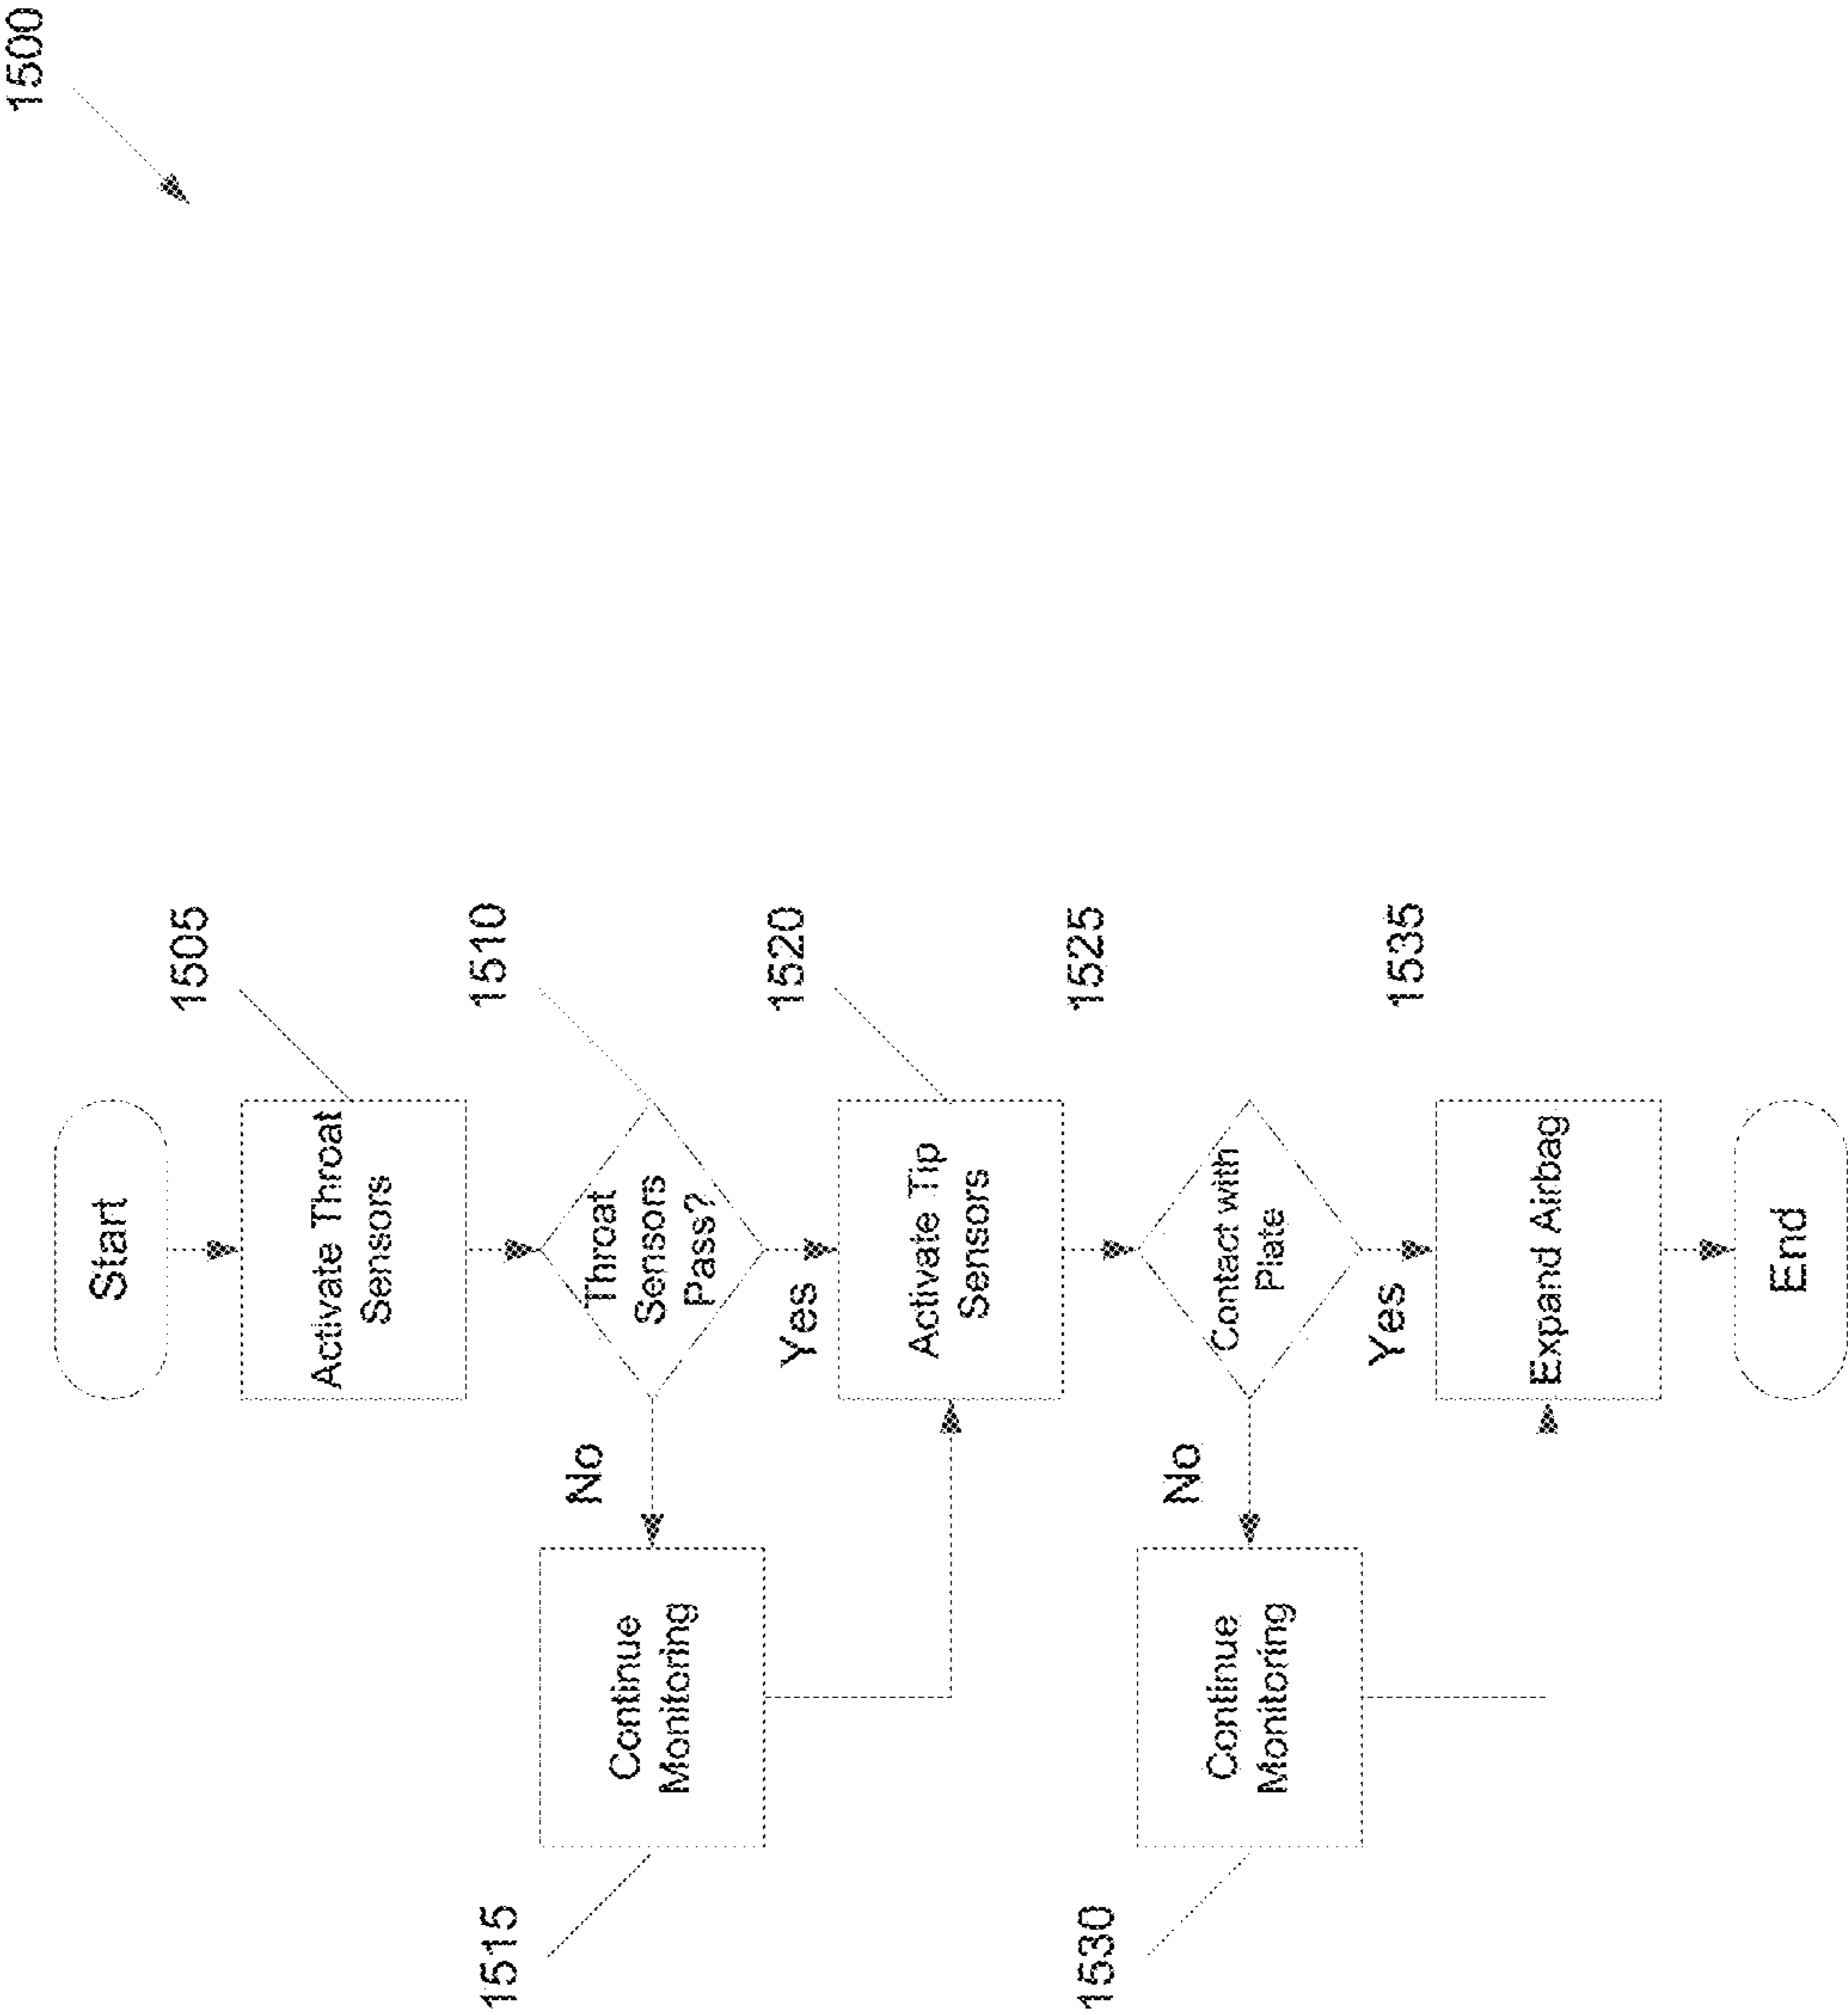 1500
Start
1505
Activate Throat
Sensors
1510
Throat
Sensors
Pass?
No
1515
Continue
Monitoring
Yes
1520
Activate Tip
Sensors
1525
Contact with
Plate
No
1530
Continue
Monitoring
Yes
1535
Expand Airbag
End